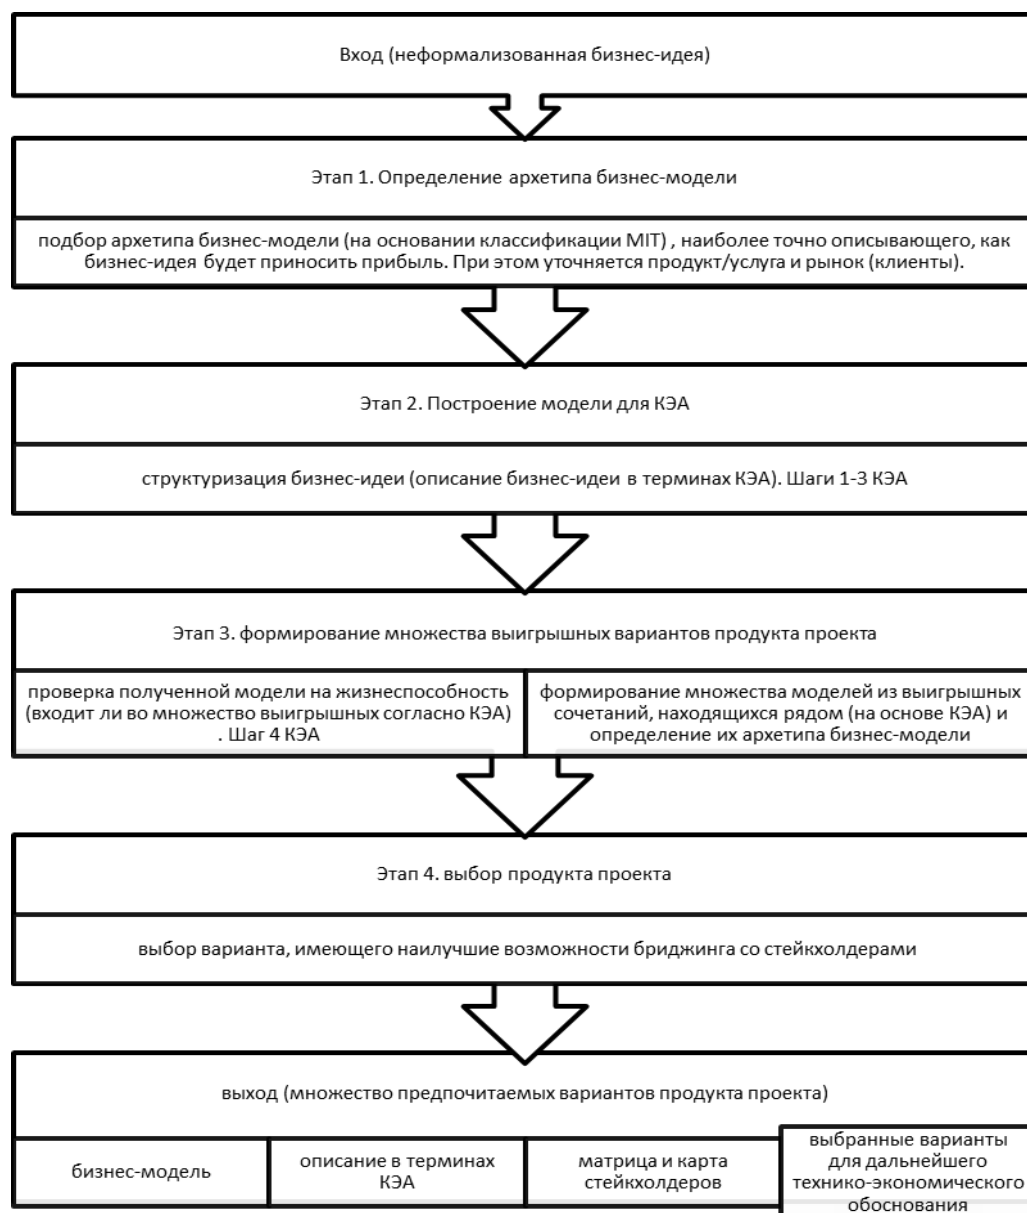 Вход (неформализованная бизнес-идея)
Этап 1. Определение архетипа бизнес-модели
подбор архетипа бизнес-модели (на основании классификации MIT) , наиболее точно описывающего, как
бизнес-идея будет приносить прибыль. При этом уточняется продукт/услуга и рынок (клиенты).
Этап 2. Построение модели для КЭА
структуризация бизнес-идеи (описание бизнес-идеи в терминах КЭА). Шаги 1-3 КЭА
Этап 3. формирование множества выигрышных вариантов продукта проекта
проверка полученной модели на жизнеспособность
(входит ли во множество выигрышных согласно КЭА)
. Шаг 4 КЭА
формирование множества моделей из выигрышных
сочетаний, находящихся рядом (на основе КЭА) и
определение их архетипа бизнес-модели
Этап 4. выбор продукта проекта
выбор варианта, имеющего наилучшие возможности бриджинга со стейкхолдерами
выход (множество предпочитаемых вариантов продукта проекта)
бизнес-модель
описание в терминах
КЭА
матрица и карта
стейкхолдеров
выбранные варианты
для дальнейшего
технико-экономического
обоснования